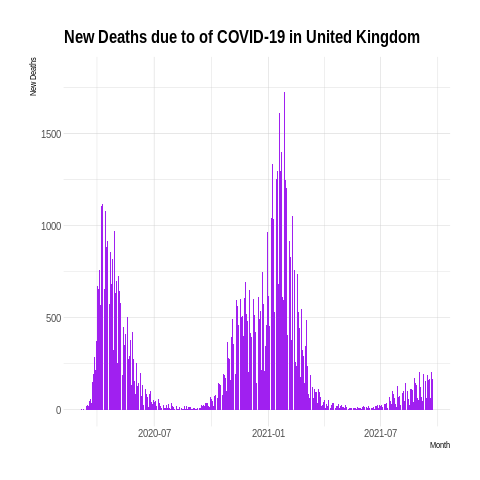 New Deaths due to of COVID-19 in United Kingdom
New Deaths
1500
1000
500
0
2020-07
2021-01
2021-07
Month